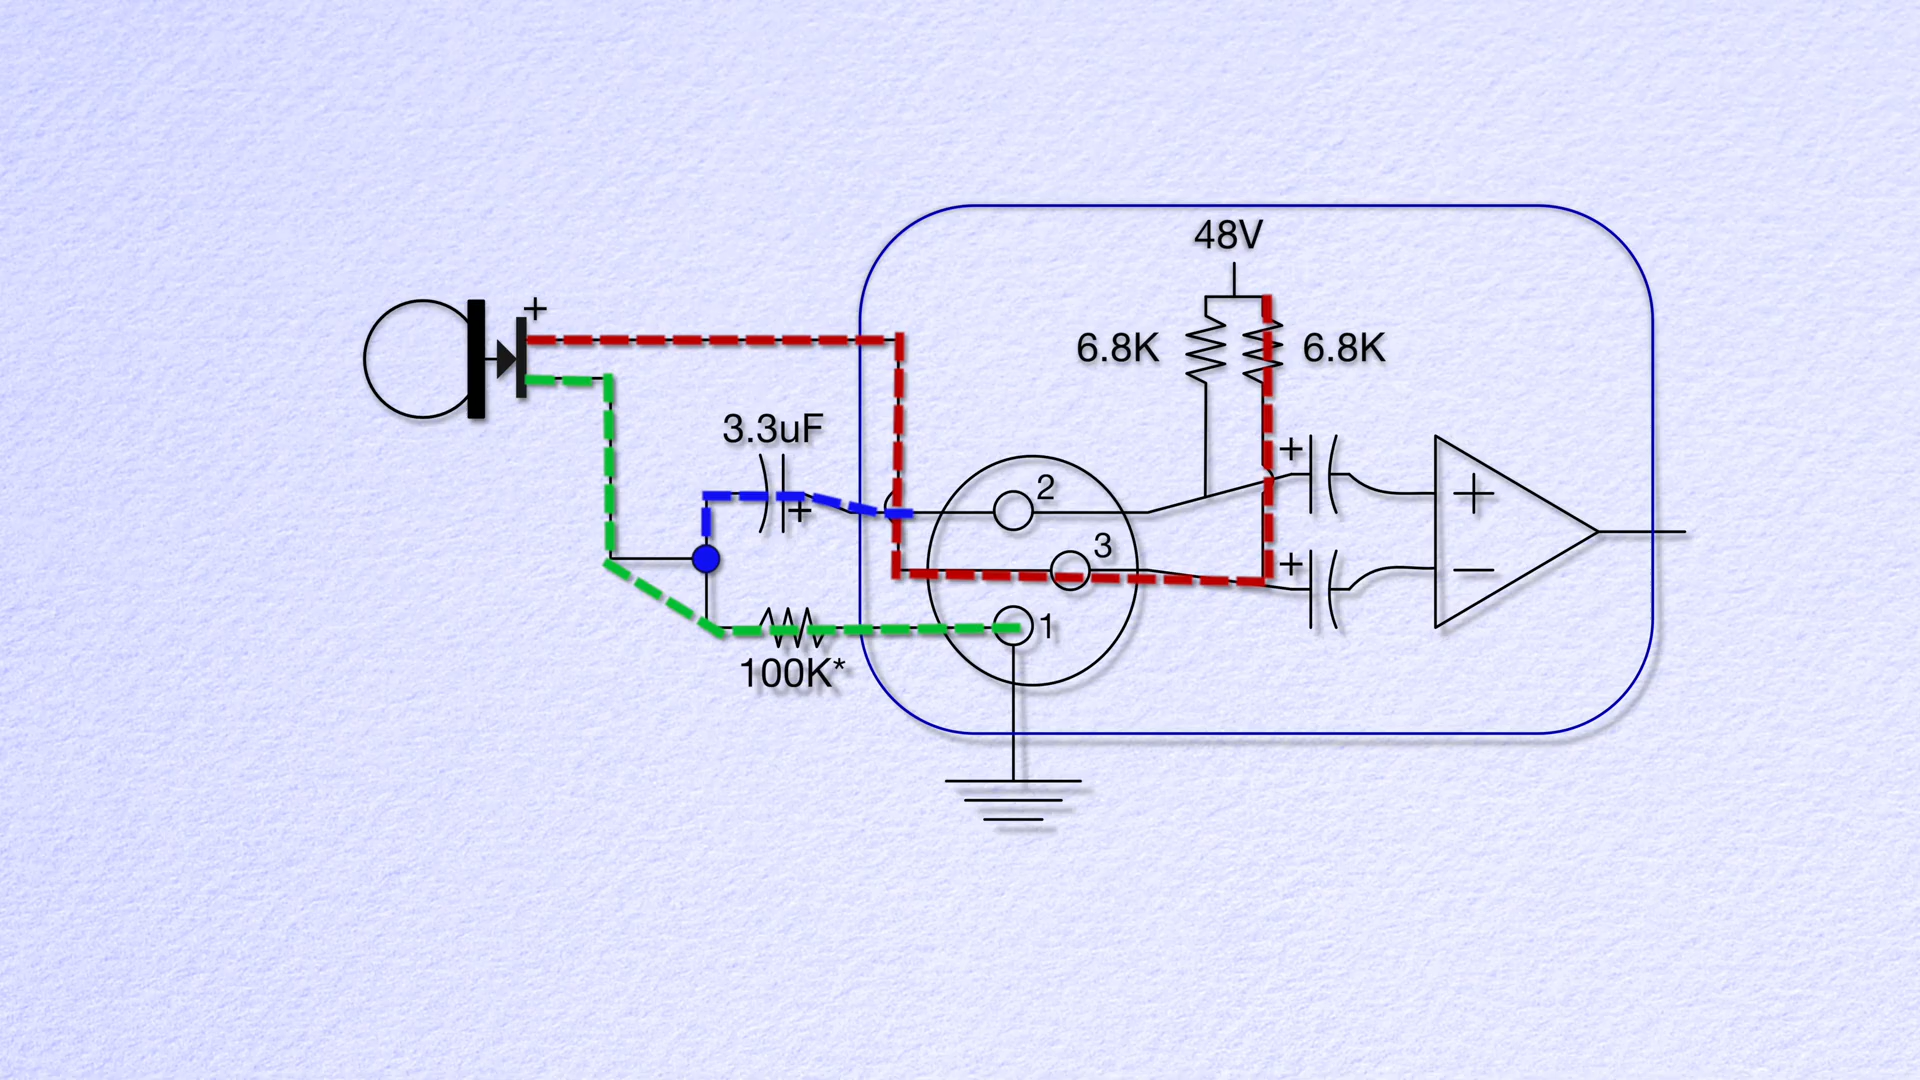 48V
+
6.8K
6.8K
3.3uF
+
+
2
+
3
+
−
1
100K*